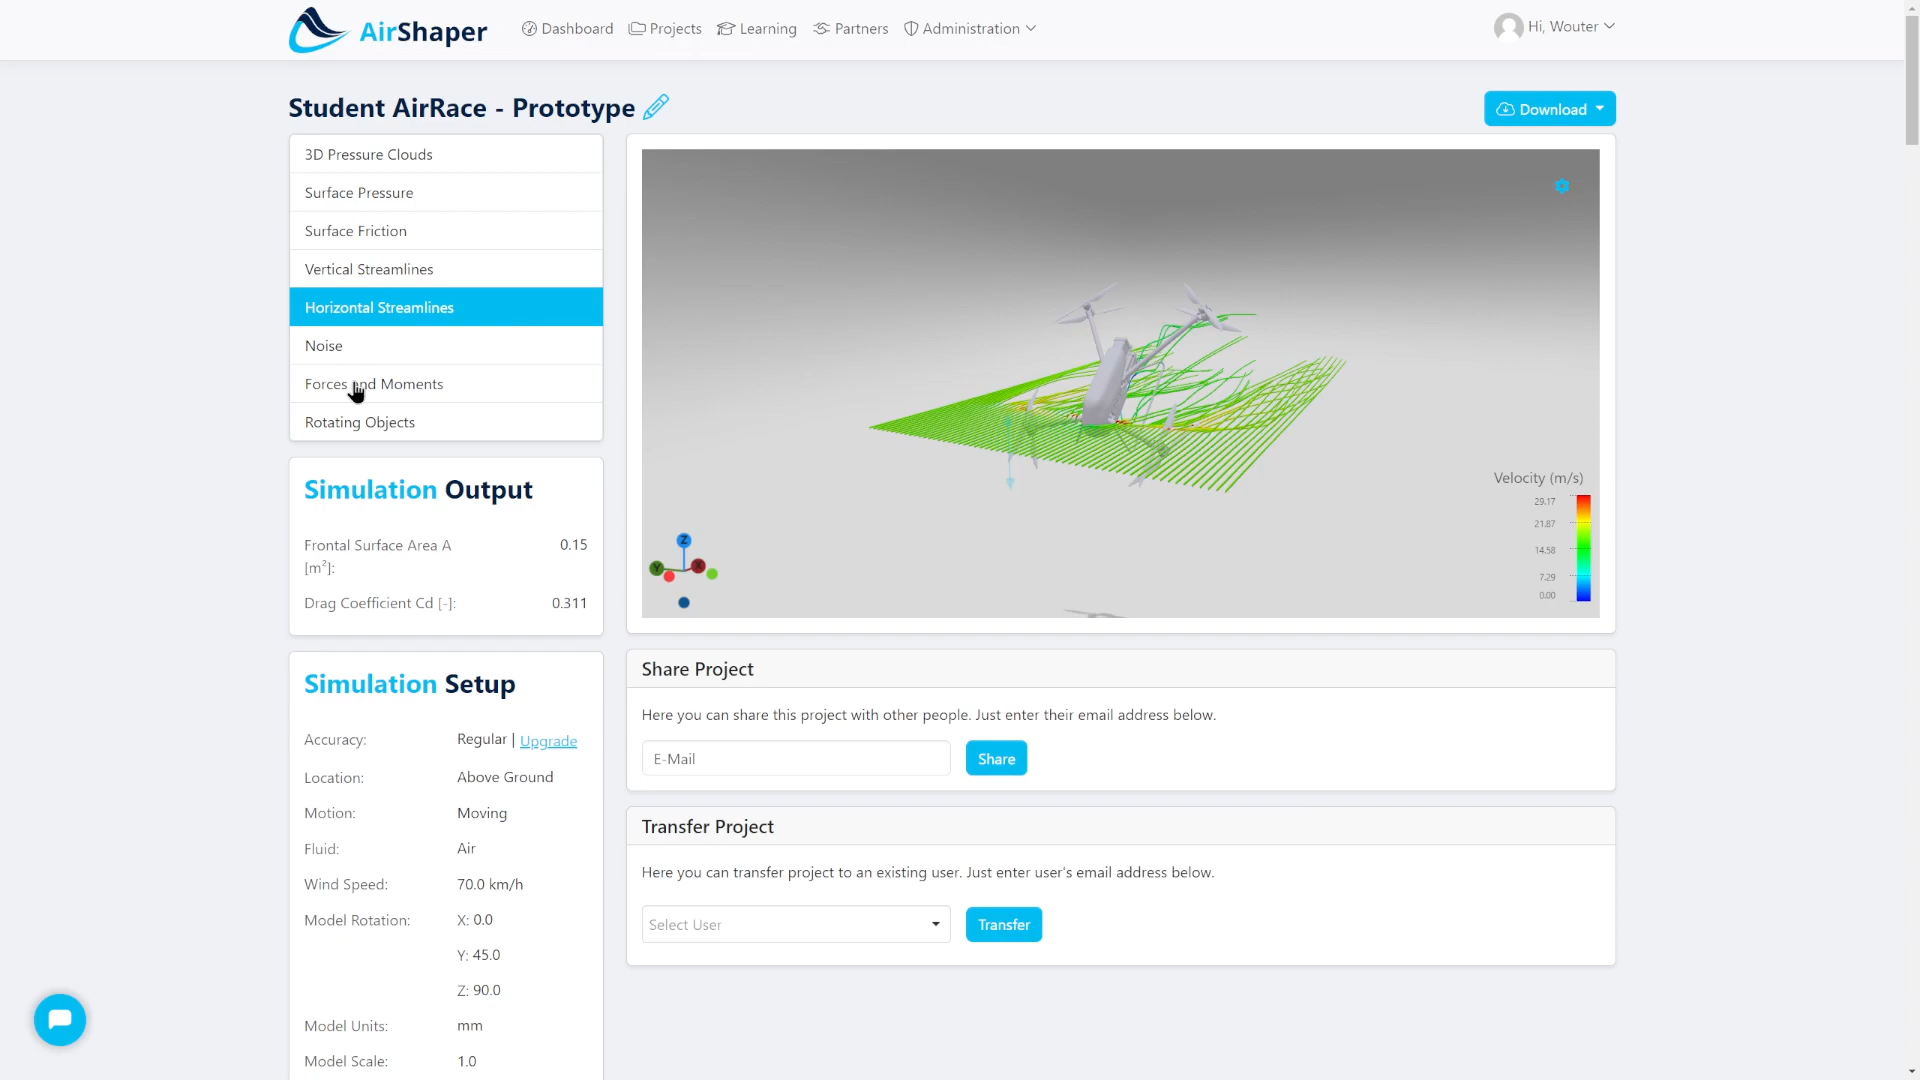 AirShaper
Dashboard
Projects
Learning
Partners
Administration
Hi, Wouter
Student AirRace - Prototype
Download
3D Pressure Clouds
Surface Pressure
Surface Friction
Vertical Streamlines
Horizontal Streamlines
Noise
Forces and Moments
Rotating Objects
Velocity (m/s)
29.17
21.87
14.58
7.29
0.00
Z
Y
X
Simulation Output
Frontal Surface Area A [m²]: 0.15
Drag Coefficient Cd [-]: 0.311
Simulation Setup
Accuracy: Regular | Upgrade
Location: Above Ground
Motion: Moving
Fluid: Air
Wind Speed: 70.0 km/h
Model Rotation: X: 0.0
Y: 45.0
Z: 90.0
Model Units: mm
Model Scale: 1.0
Share Project
Here you can share this project with other people. Just enter their email address below.
E-Mail
Share
Transfer Project
Here you can transfer project to an existing user. Just enter user's email address below.
Select User
Transfer